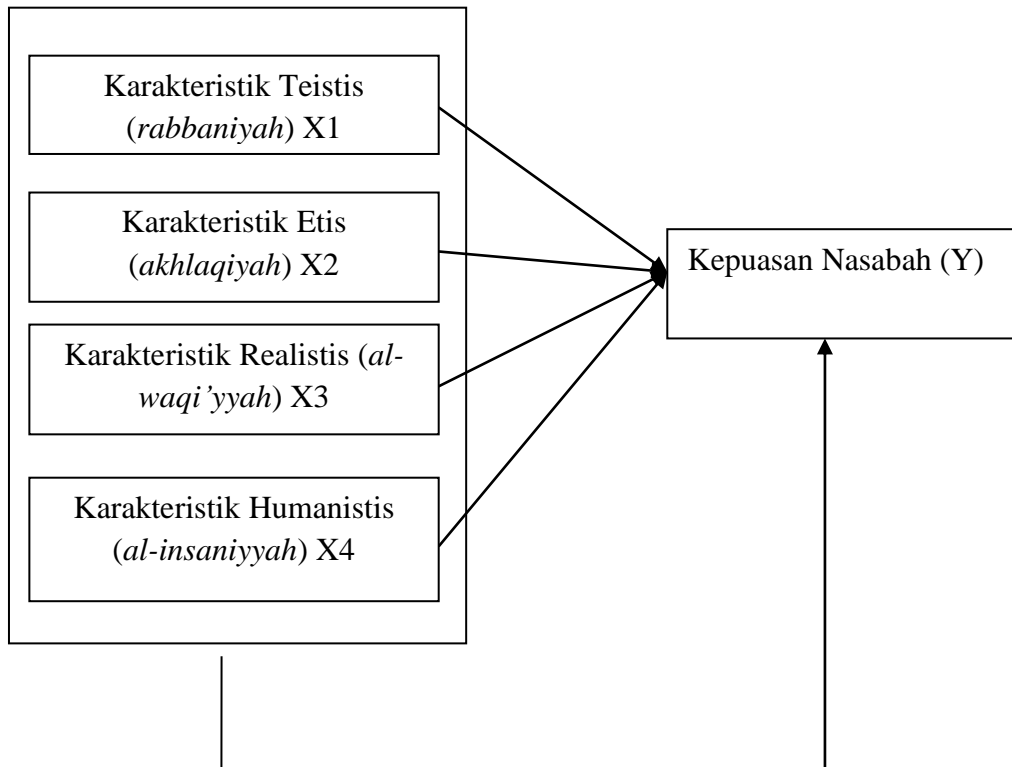 Karakteristik Teistis
(rabbaniyah) X1
Karakteristik Etis
(akhlaqiyah) X2
Karakteristik Realistis (al-
waqi’yyah) X3
Karakteristik Humanistis
(al-insaniyyah) X4
Kepuasan Nasabah (Y)